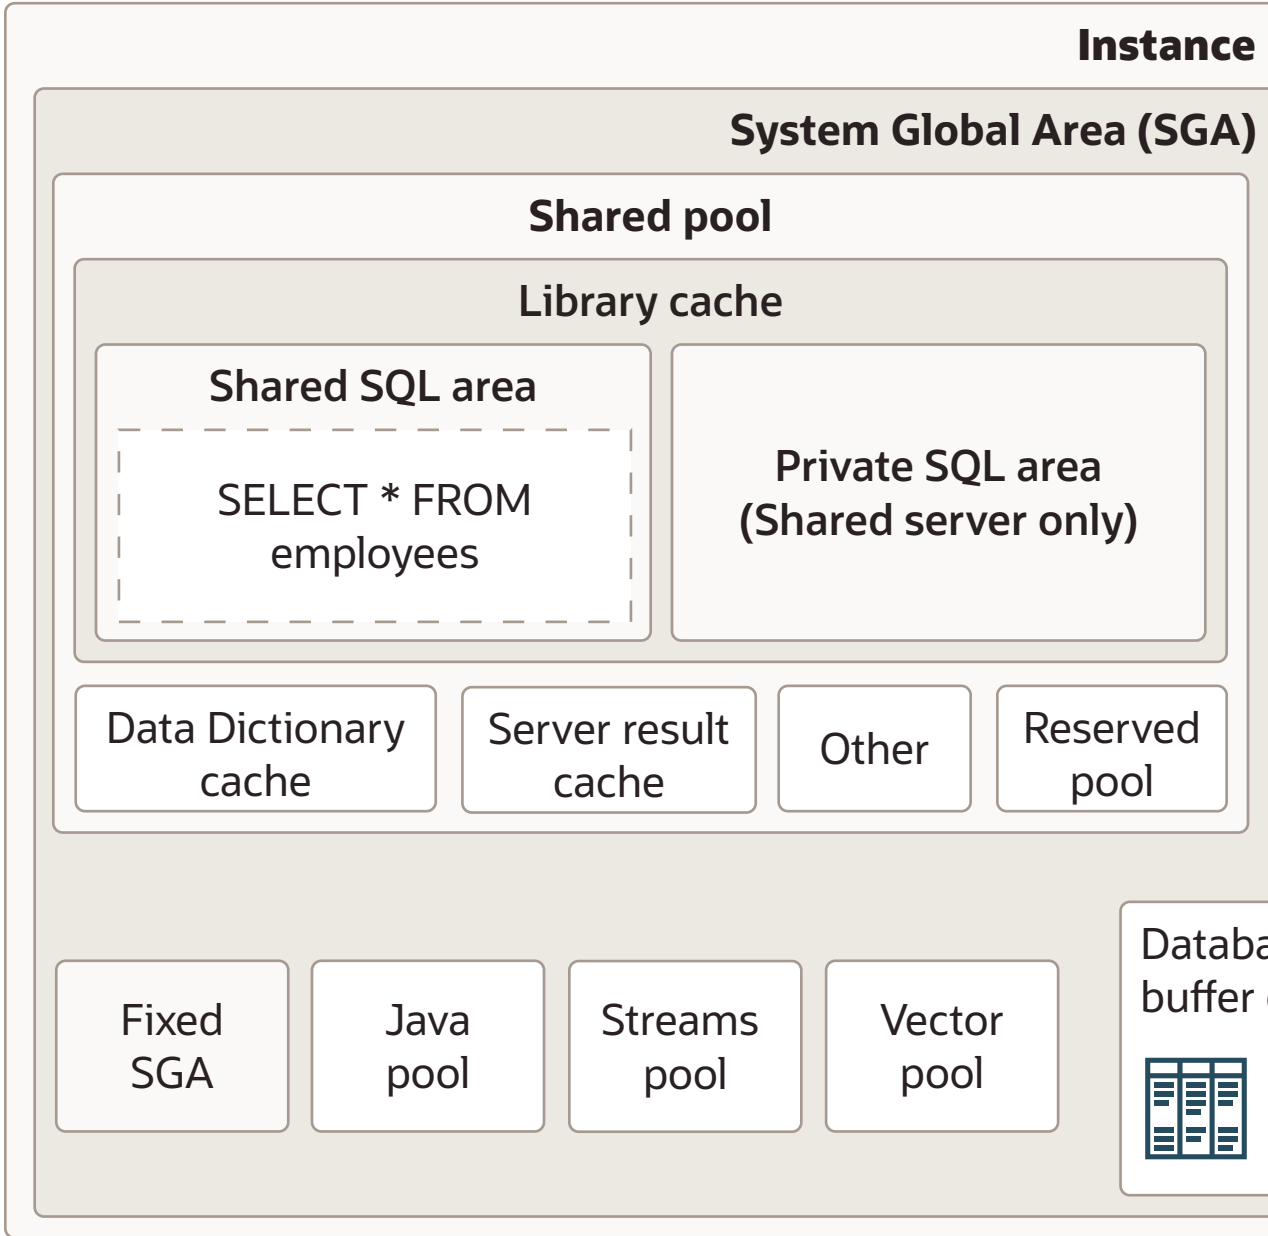 Instance
System Global Area (SGA)
Shared pool
Library cache
Shared SQL area
SELECT * FROM
employees
Private SQL area
(Shared server only)
Data Dictionary
cache
Server result
cache
Other
Reserved
pool
Fixed
SGA
Java
pool
Streams
pool
Vector
pool
buffer